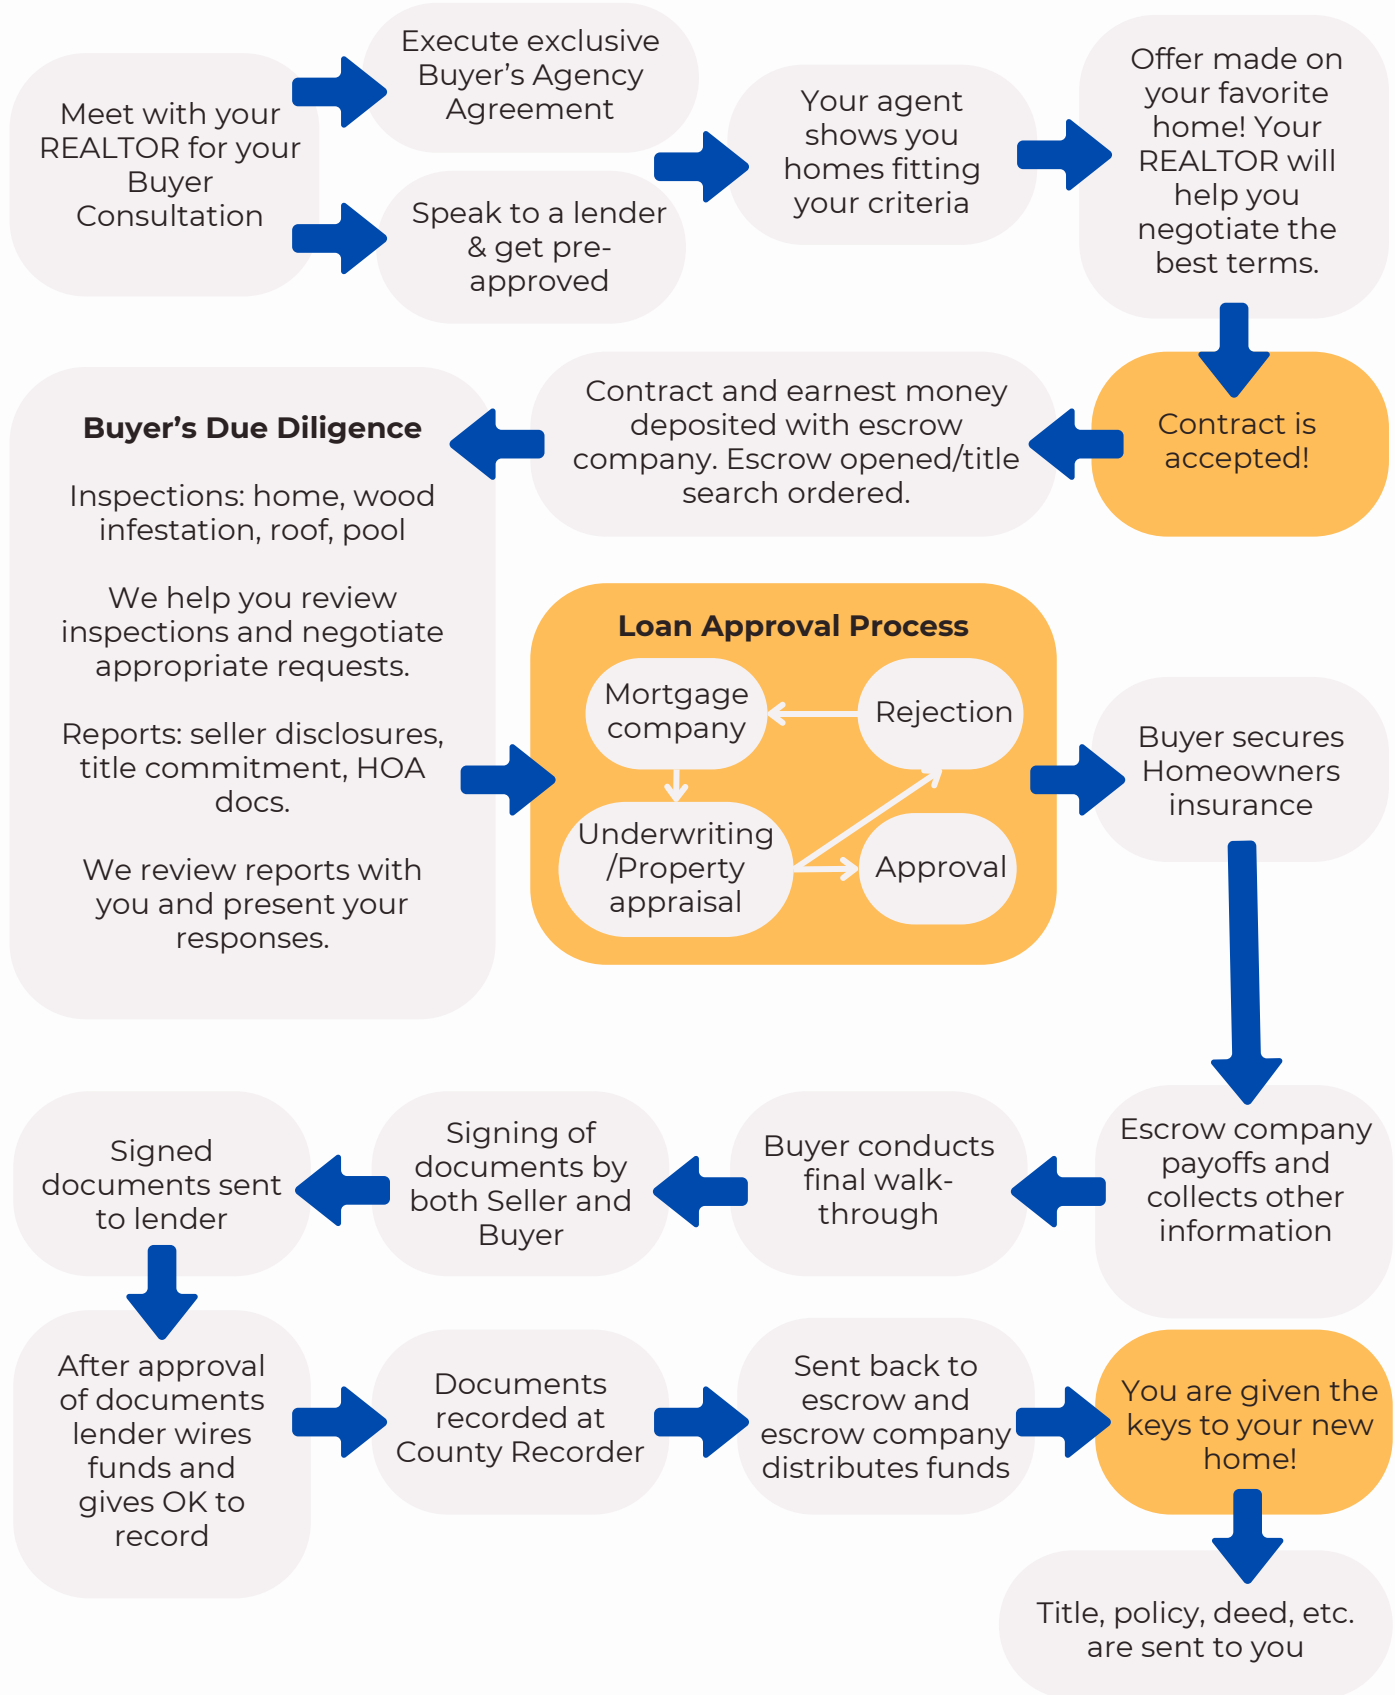 Meet with your
REALTOR for your
Buyer
Consultation
Execute exclusive
Buyer’s Agency
Agreement
Speak to a lender
& get pre-
approved
Your agent
shows you
homes fitting
your criteria
Offer made on
your favorite
home! Your
REALTOR will
help you
negotiate the
best terms.
Contract is
accepted!
Contract and earnest money
deposited with escrow
company. Escrow opened/title
search ordered.
Buyer’s Due Diligence
Inspections: home, wood
infestation, roof, pool
We help you review
inspections and negotiate
appropriate requests.
Reports: seller disclosures,
title commitment, HOA
docs.
We review reports with
you and present your
responses.
Loan Approval Process
Mortgage
company
Rejection
Underwriting
/Property
appraisal
Approval
Buyer secures
Homeowners
insurance
Escrow company
payoffs and
collects other
information
Buyer conducts
final walk-
through
Signing of
documents by
both Seller and
Buyer
Signed
documents sent
to lender
After approval
of documents
lender wires
funds and
gives OK to
record
Documents
recorded at
County Recorder
Sent back to
escrow and
escrow company
distributes funds
You are given the
keys to your new
home!
Title, policy, deed, etc.
are sent to you